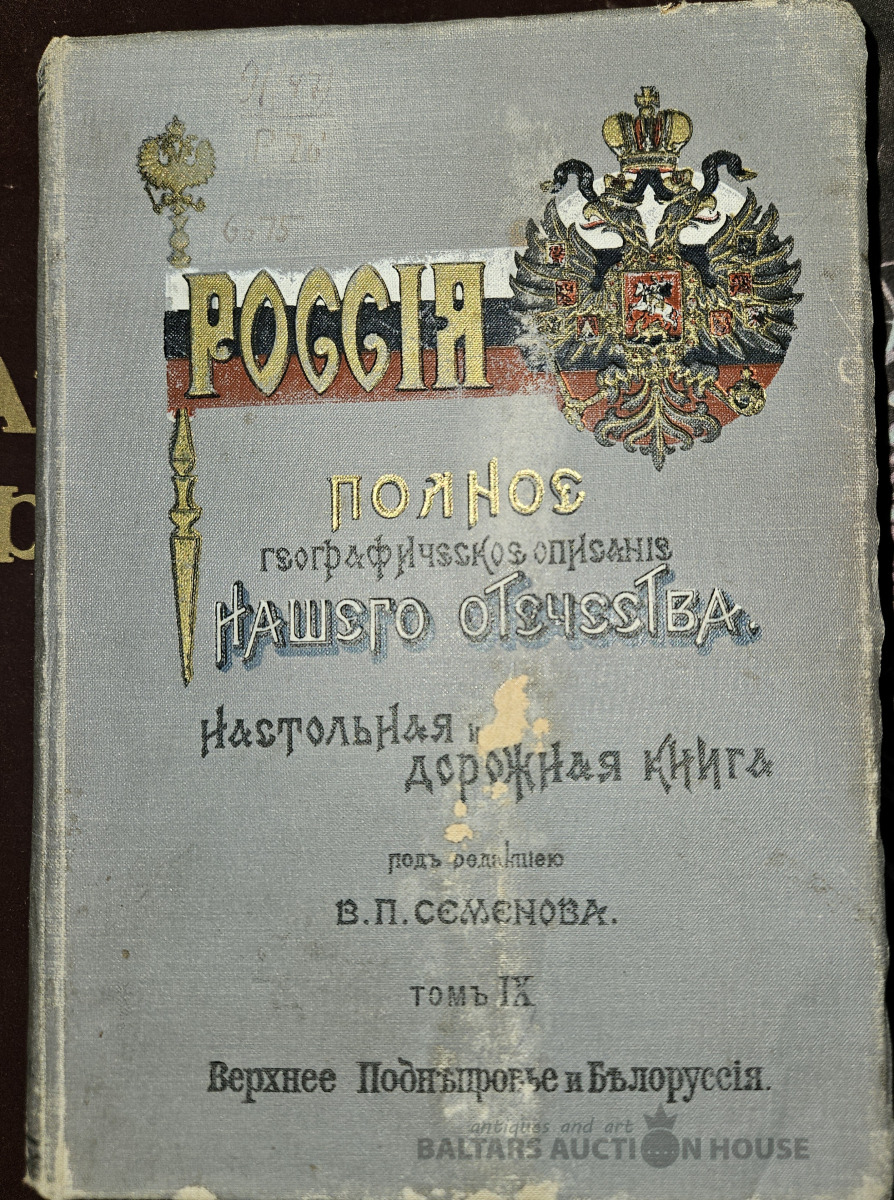 РОССІЯ
ПОЛНОЕ
ГЕОГРАФИЧЕСКОЕ ОПИСАНІЕ
НАШЕГО ОТЕЧЕСТВА.
НАСТОЛЬНАЯ И
ДОРОЖНАЯ КНИГА
ПОДЪ РЕДАКЦІЕЮ
В.П. СЕМЕНОВА.
ТОМЪ IX
Верхнее Поднѣпровье и Бѣлоруссія.
antiques and art
BALTARS AUCTION HOUSE